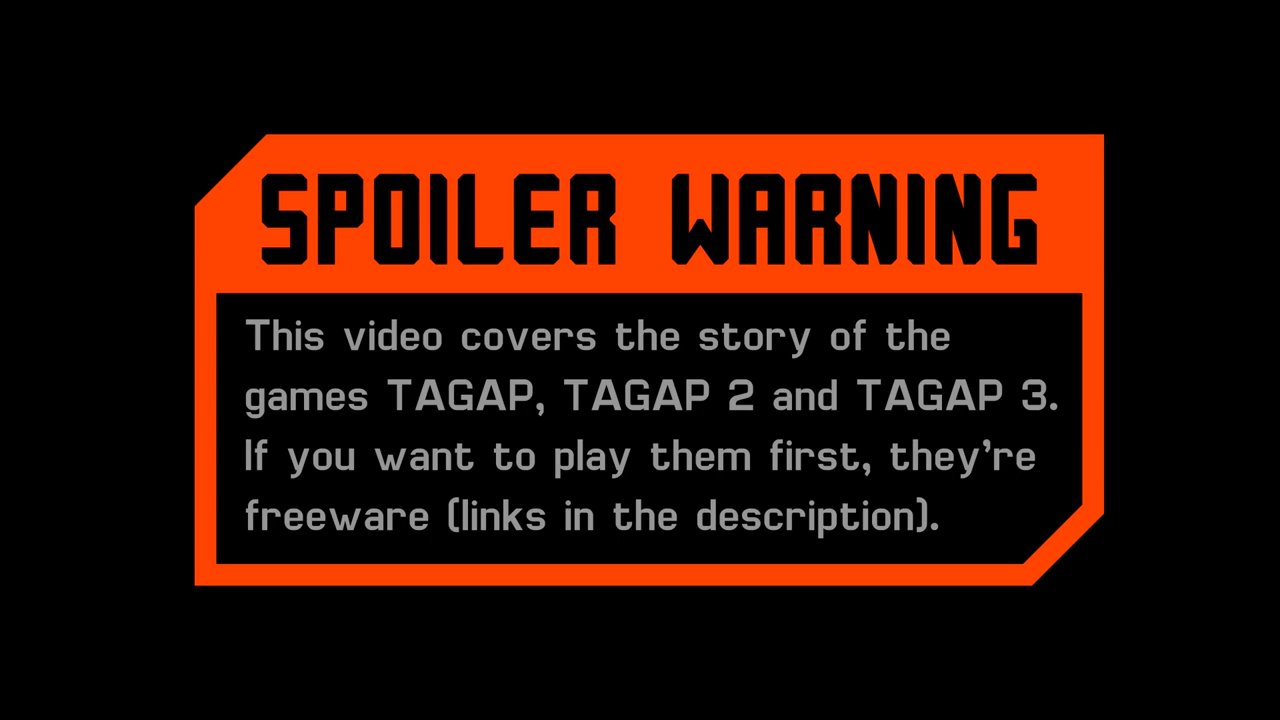 SPOILER WARNING
This video covers the story of the
games TAGAP, TAGAP 2 and TAGAP 3.
If you want to play them first, they’re
freeware (links in the description).